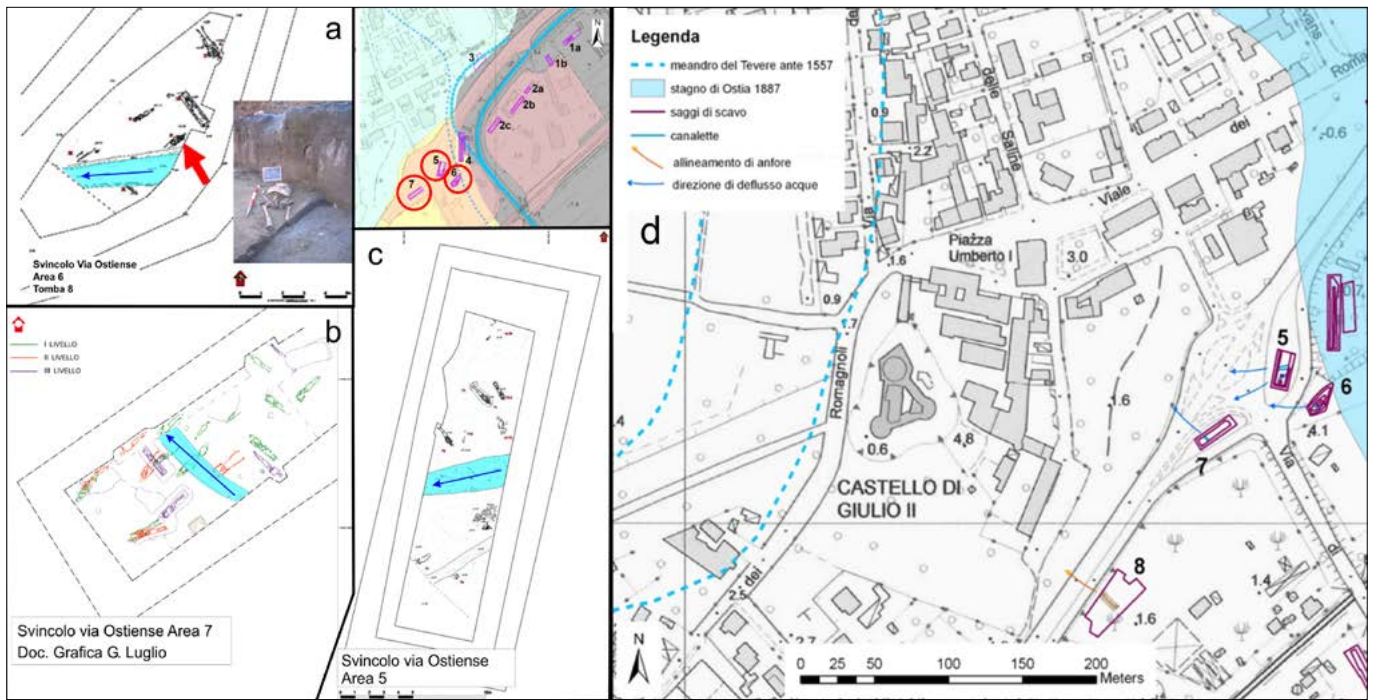 a
Svincolo Via Ostiense
Area 6
Tomba 8
N
1a
1b
2a
2b
2c
3
4
5
6
7
b
I LIVELLO
II LIVELLO
III LIVELLO
Svincolo via Ostiense Area 7
Doc. Grafica G. Luglio
c
Svincolo via Ostiense
Area 5
d
Legenda
meandro del Tevere ante 1557
stagno di Ostia 1887
saggi di scavo
canalette
allineamento di anfore
direzione di deflusso acque
dai
0.9
2.2
Via
delle
Saline
dei
Viale
-0.6
Piazza
Umberto I
3.0
1.6
0.9
1.7
Romagnoli
0.6
4,8
1.6
CASTELLO DI
GIULIO II
5
6
7
4.1
Via
8
1.6
1.4
dei
2.5
2.7
N
0 25 50 100 150 200
Meters